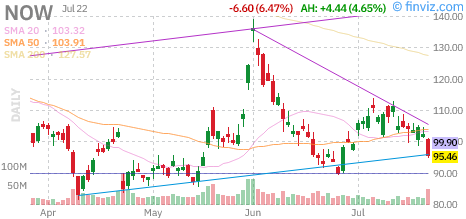 NOW Jul 22 -6.60 (6.47%) AH: +4.44 (4.65%) © finviz.com
SMA 20 · 103.32
SMA 50 · 103.91
SMA 200 · 127.57
140.00
130.00
120.00
110.00
100.00
99.90
95.46
90.00
80.00
DAILY
100M
50M
Apr May Jun Jul